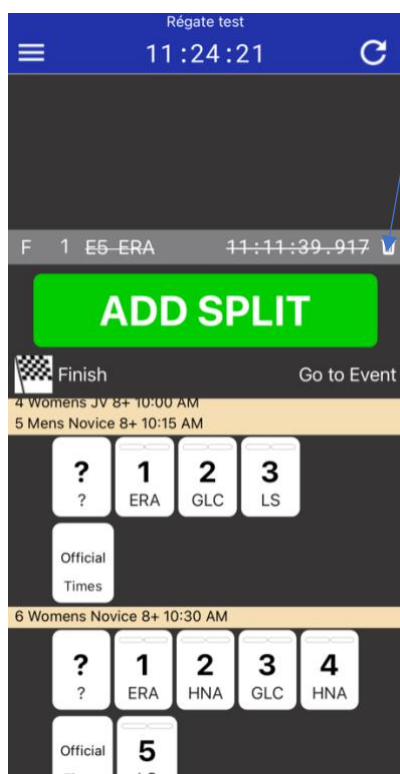 Régate test
11:24:21
F 1 E5 ERA 11:11:39.917
ADD SPLIT
Finish Go to Event
4 Womens JV 8+ 10:00 AM
5 Mens Novice 8+ 10:15 AM
? 1 2 3
? ERA GLC LS
Official
Times
6 Womens Novice 8+ 10:30 AM
? 1 2 3 4
? ERA HNA GLC HNA
Official 5